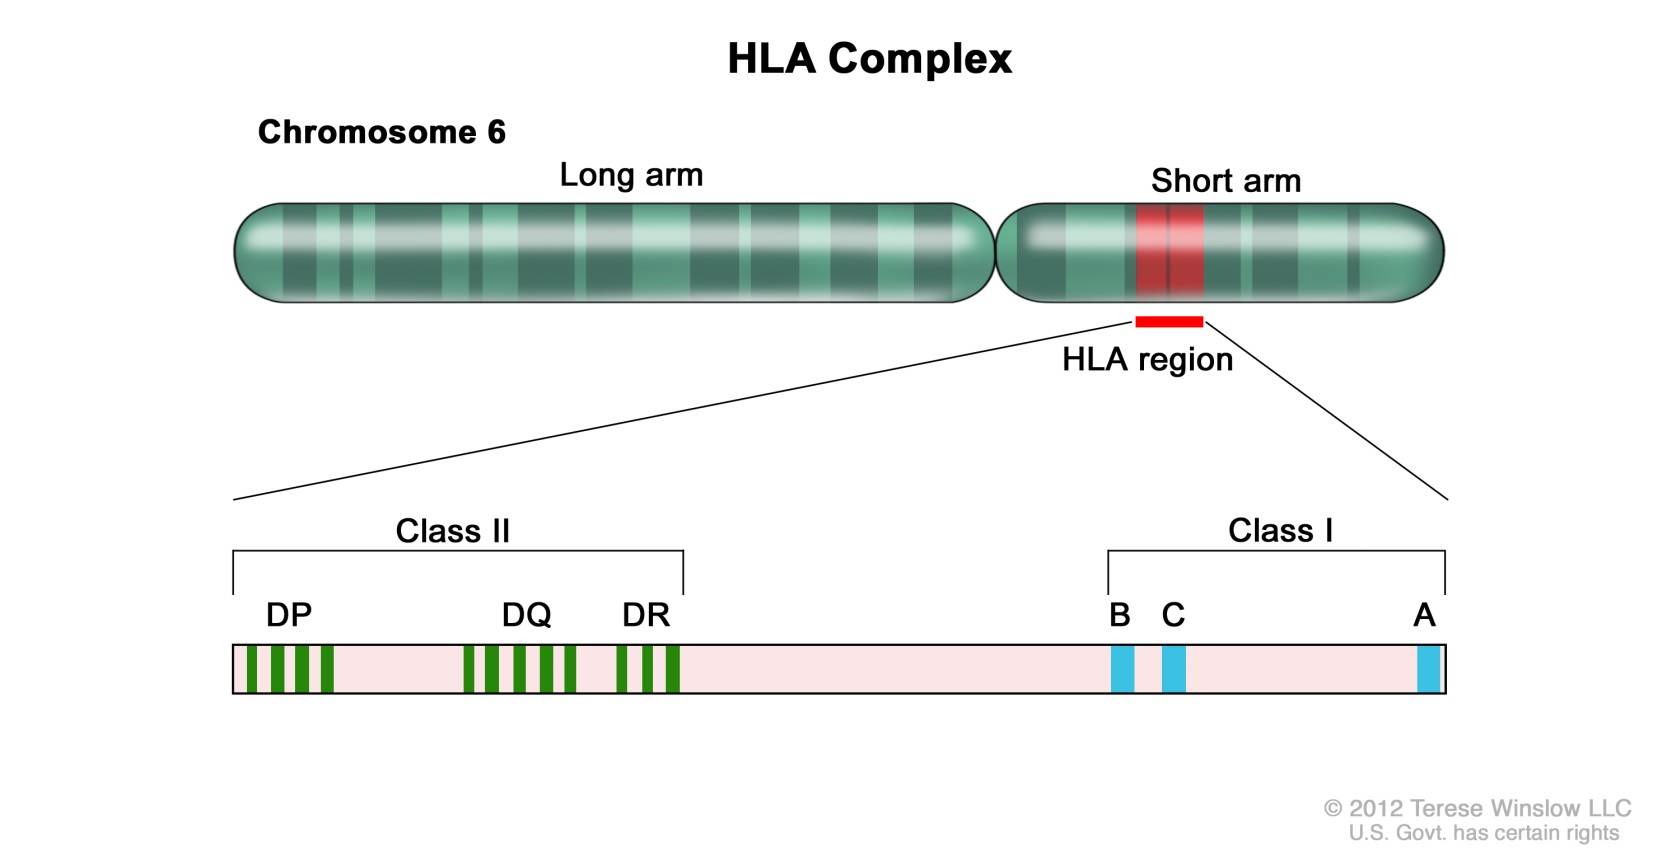 HLA Complex
Chromosome 6
Long arm
Short arm
HLA region
Class II
Class I
DP DQ DR B C A
© 2012 Terese Winslow LLC
U.S. Govt. has certain rights